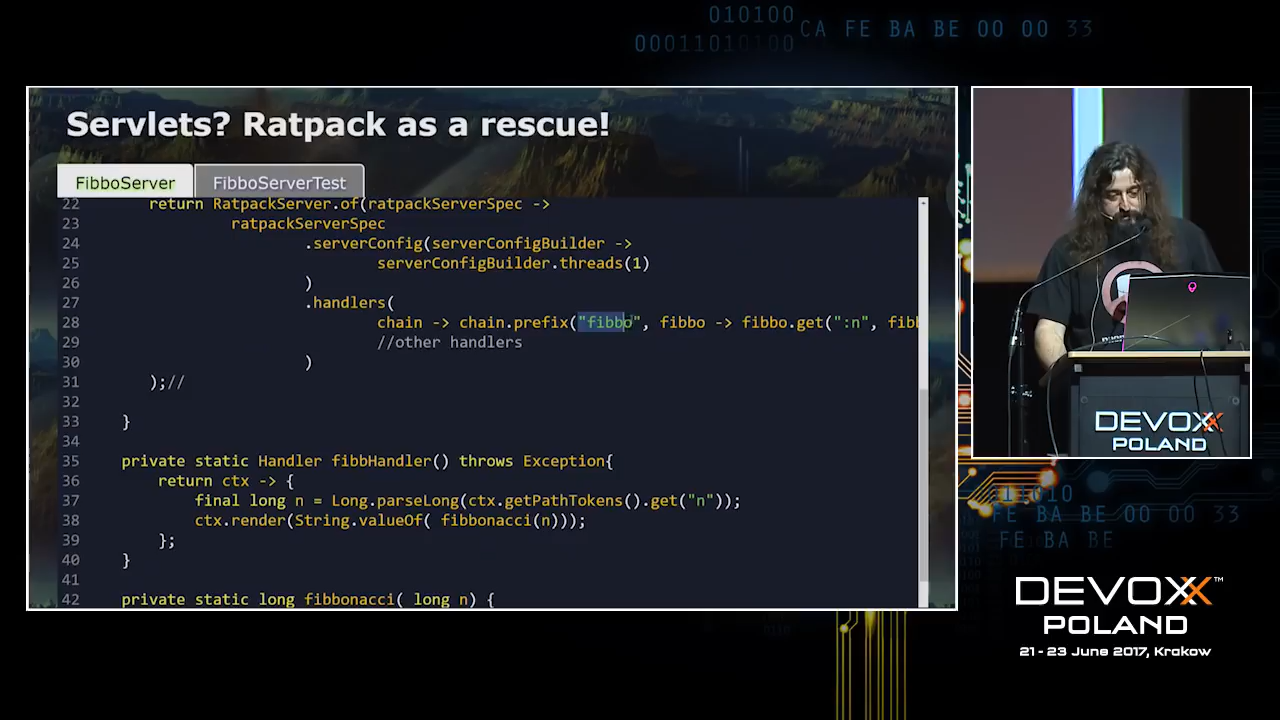 010100
00011010100
CA FE BA BE 00 00 33
Servlets? Ratpack as a rescue!
FibboServer
FibboServerTest
22 return RatpackServer.of(ratpackServerSpec ->
23 ratpackServerSpec
24 .serverConfig(serverConfigBuilder ->
25 serverConfigBuilder.threads(1)
26 )
27 .handlers(
28 chain -> chain.prefix("fibbo", fibbo -> fibbo.get(":n", fibb
29 //other handlers
30 )
31 );//
32
33 }
34
35 private static Handler fibbHandler() throws Exception{
36 return ctx -> {
37 final long n = Long.parseLong(ctx.getPathTokens().get("n"));
38 ctx.render(String.valueOf( fibbonacci(n)));
39 };
40 }
41
42 private static long fibbonacci( long n) {
DEVOXX
POLAND
FE BA BE 00 00 33
FE BA BE
DEVOXX™
POLAND
21 - 23 June 2017, Krakow